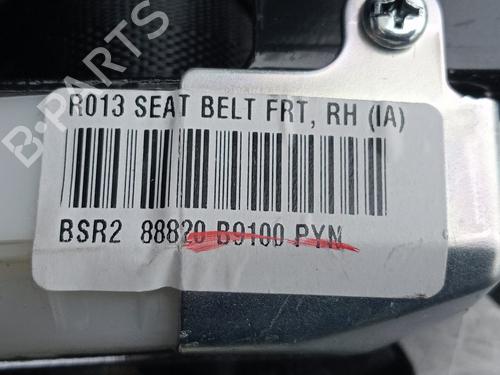 B-PARTS
R013 SEAT BELT FRT, RH (IA)
BSR2 88820 B9100 PYN